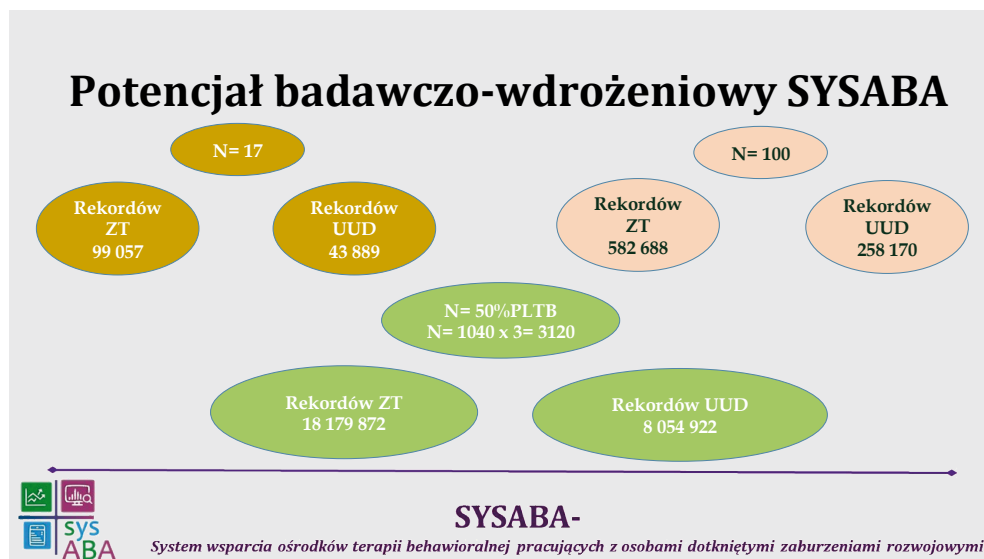 Potencjał badawczo-wdrożeniowy SYSABA
N= 17
N= 100
Rekordów
ZT
99 057
Rekordów
UUD
43 889
Rekordów
ZT
582 688
Rekordów
UUD
258 170
N= 50%PLTB
N= 1040 x 3= 3120
Rekordów ZT
18 179 872
Rekordów UUD
8 054 922
sys
ABA
SYSABA-
System wsparcia ośrodków terapii behawioralnej pracujących z osobami dotkniętymi zaburzeniami rozwojowymi